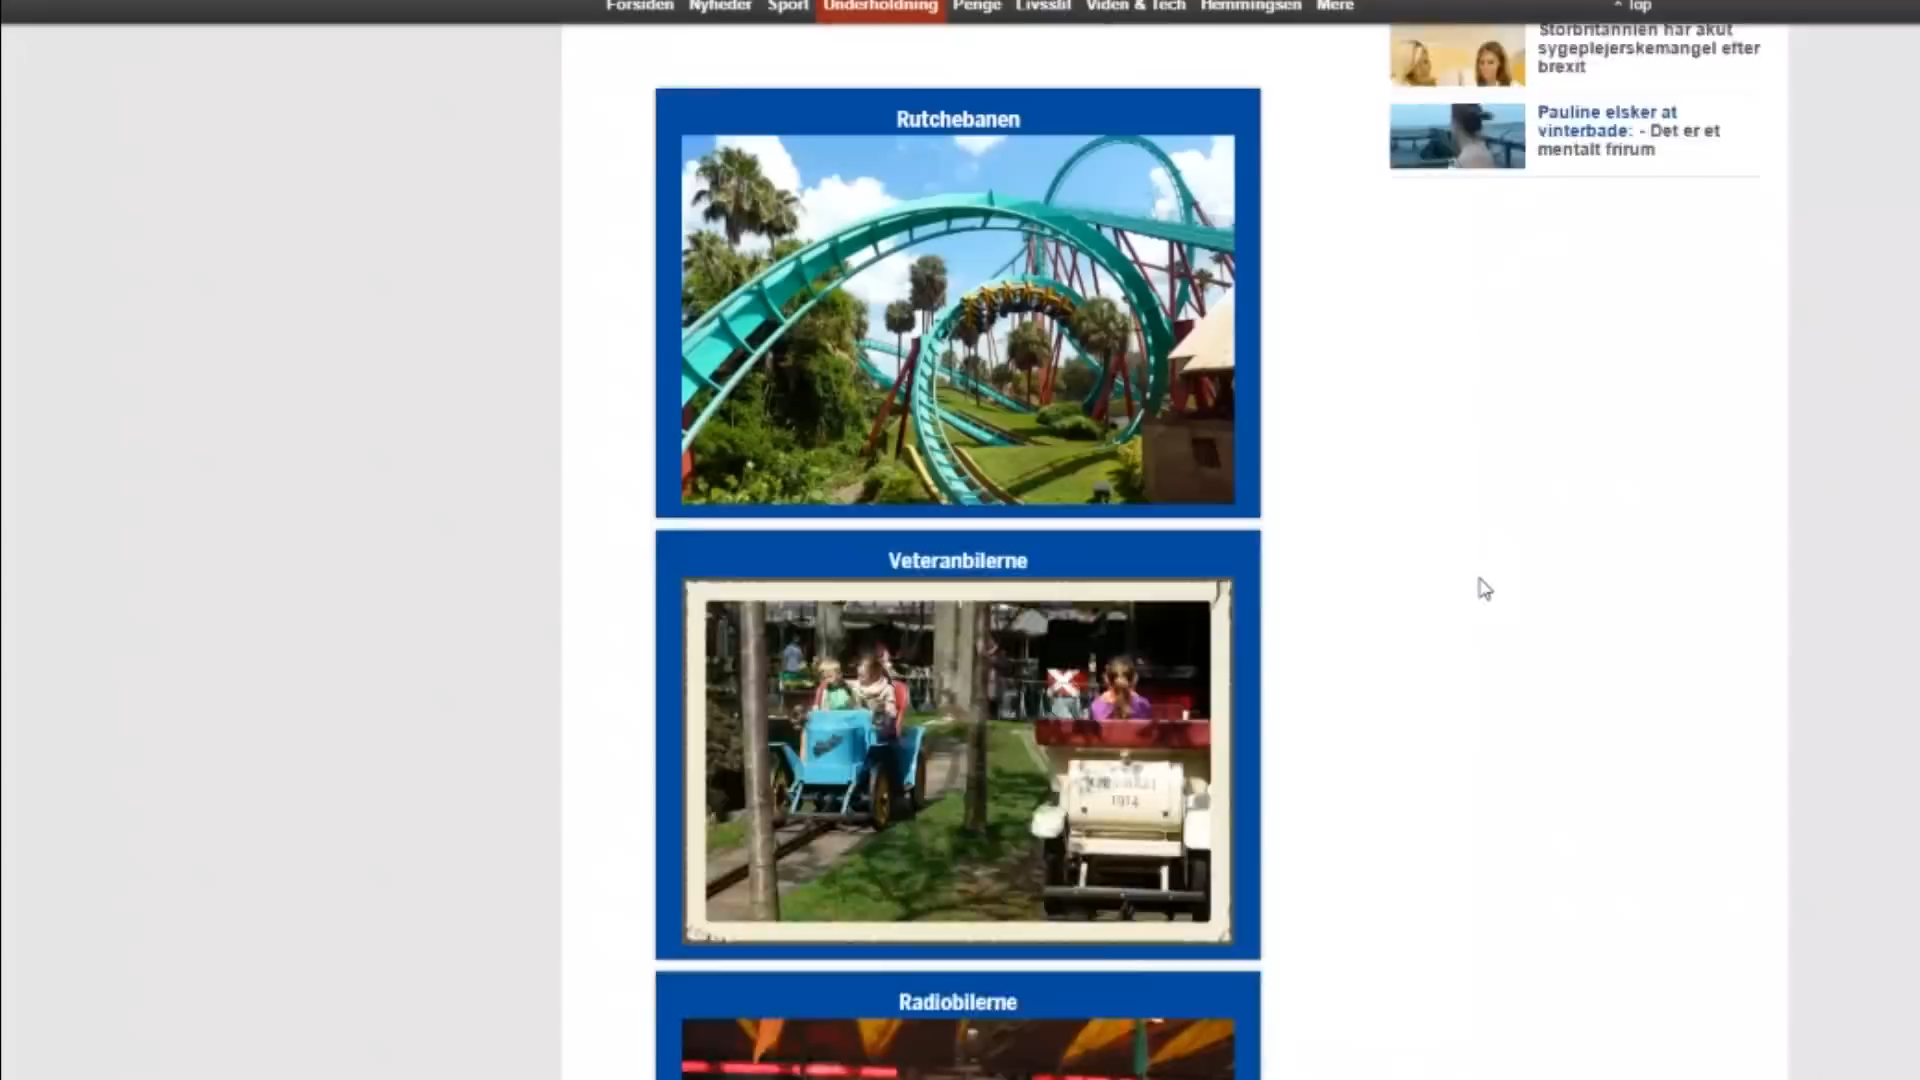 Forsiden Nyheder Sport Underholdning Penge Livsstil Viden & Tech Hemmingsen Mere
^ Top
Storbritannien har akut
sygeplejerskemangel efter
brexit
Pauline elsker at
vinterbade: - Det er et
mentalt frirum
Rutchebanen
Veteranbilerne
1914
Radiobilerne